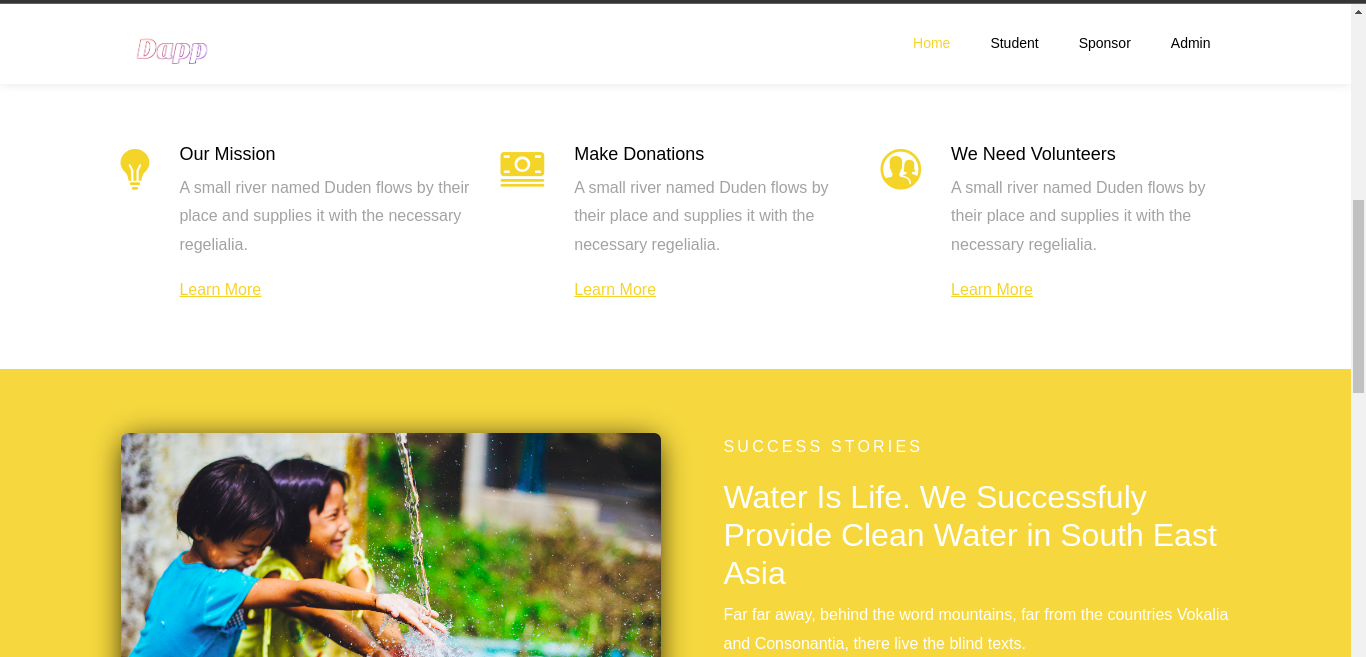 Dapp
Home Student Sponsor Admin
Our Mission
A small river named Duden flows by their
place and supplies it with the necessary
regelialia.
Learn More
Make Donations
A small river named Duden flows by
their place and supplies it with the
necessary regelialia.
Learn More
We Need Volunteers
A small river named Duden flows by
their place and supplies it with the
necessary regelialia.
Learn More
SUCCESS STORIES
Water Is Life. We Successfuly
Provide Clean Water in South East
Asia
Far far away, behind the word mountains, far from the countries Vokalia
and Consonantia, there live the blind texts.